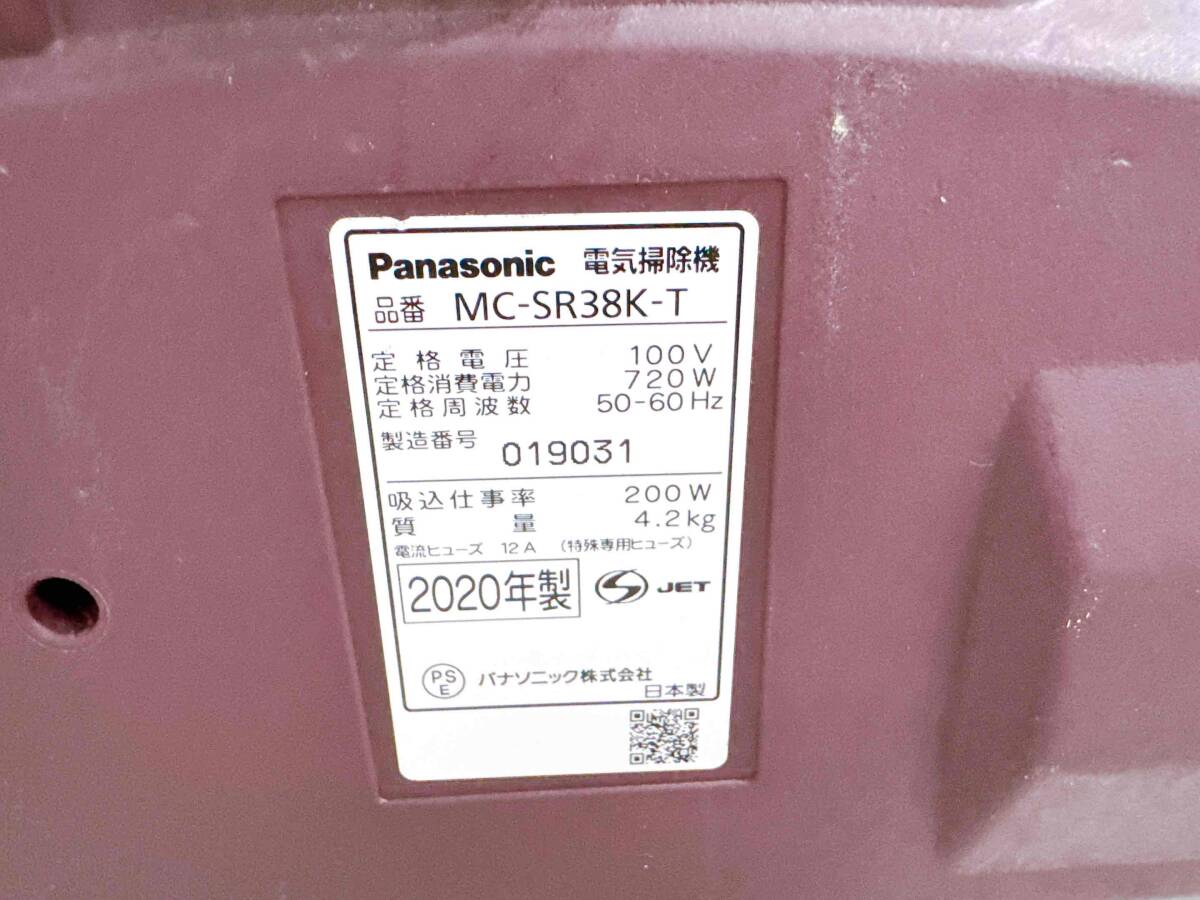 Panasonic 電気掃除機
品番 MC-SR38K-T
定格電圧 100V
定格消費電力 720W
定格周波数 50-60Hz
製造番号 019031
吸込仕事率 200W
質量 4.2kg
電流ヒューズ 12A (特殊専用ヒューズ)
2020年製 S JET
PS
E パナソニック株式会社
日本製